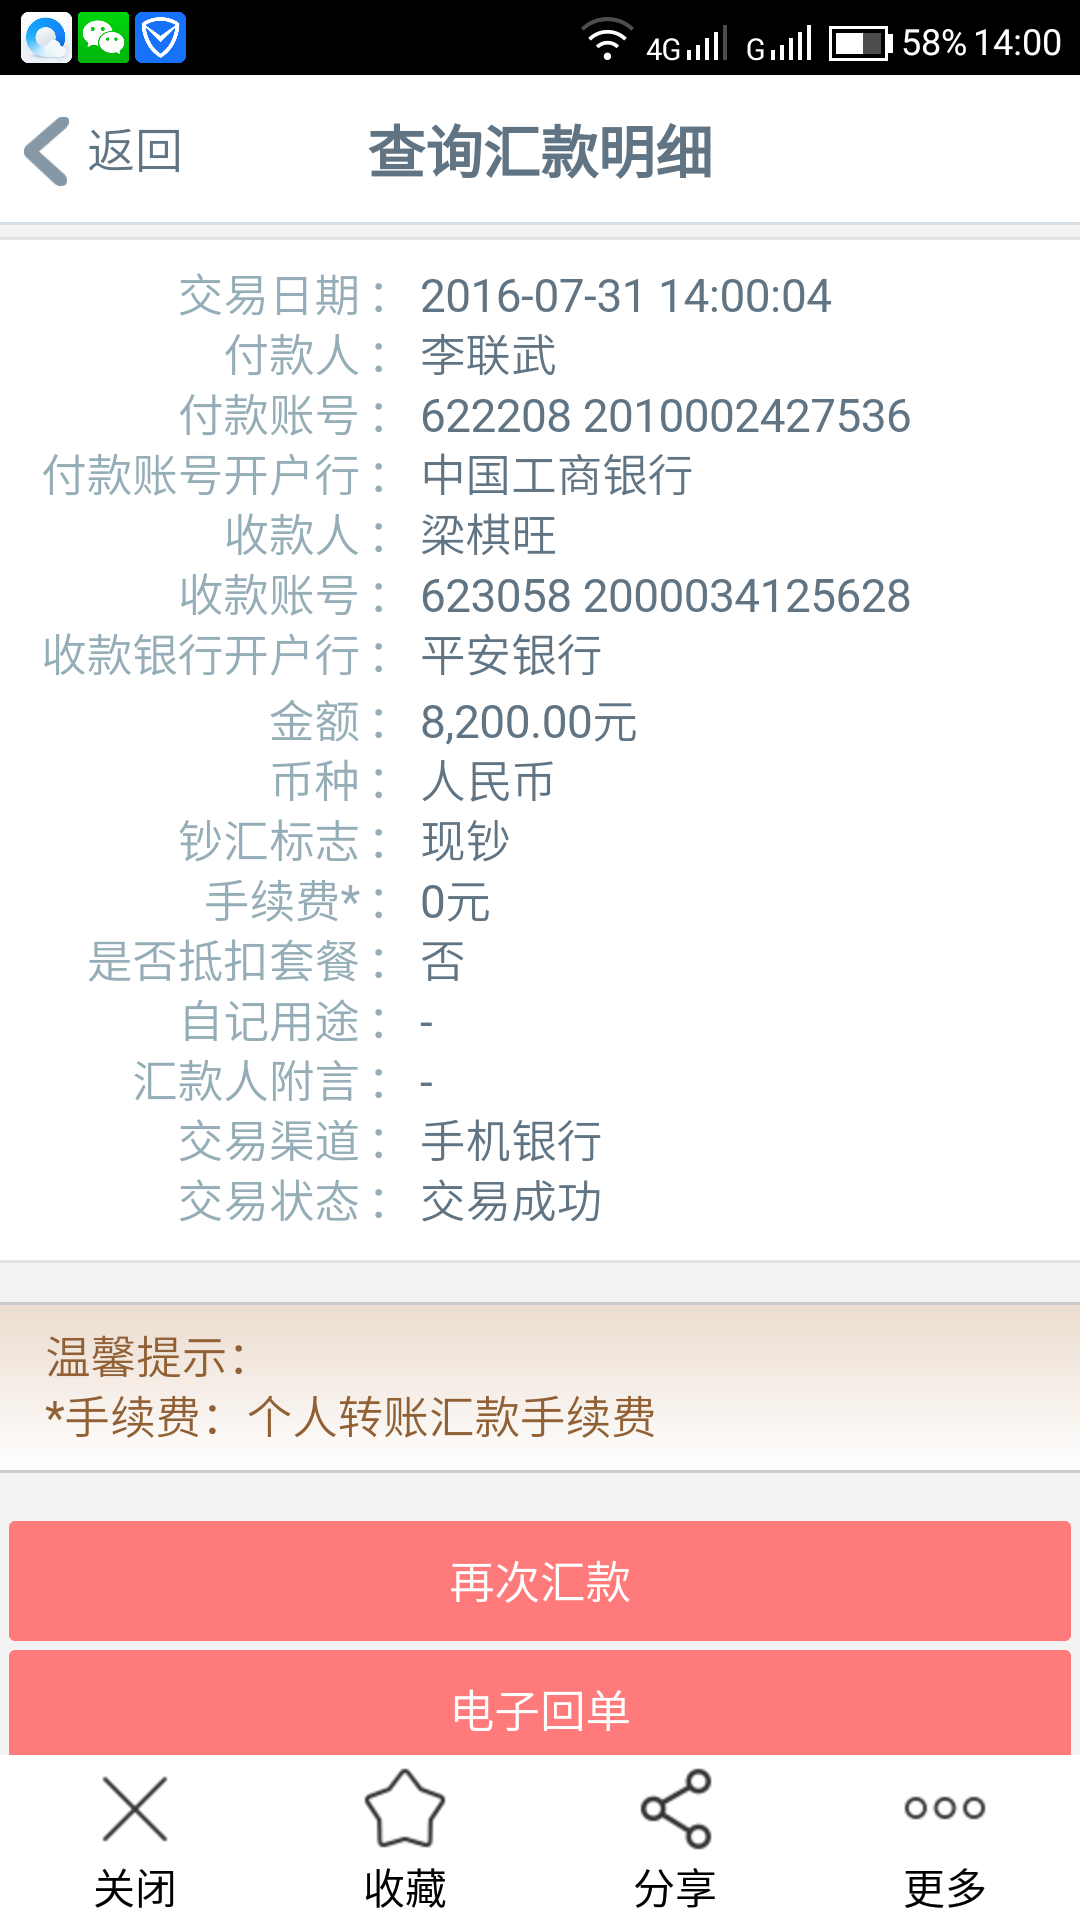 4G G 58% 14:00
返回 查询汇款明细
交易日期： 2016-07-31 14:00:04
付款人： 李联武
付款账号： 622208 2010002427536
付款账号开户行： 中国工商银行
收款人： 梁棋旺
收款账号： 623058 2000034125628
收款银行开户行： 平安银行
金额： 8,200.00元
币种： 人民币
钞汇标志： 现钞
手续费*： 0元
是否抵扣套餐： 否
自记用途： -
汇款人附言： -
交易渠道： 手机银行
交易状态： 交易成功
温馨提示：
*手续费：个人转账汇款手续费
再次汇款
电子回单
关闭 收藏 分享 更多